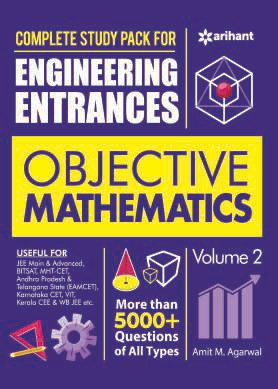 COMPLETE STUDY PACK FOR
arihant
ENGINEERING
ENTRANCES
OBJECTIVE
MATHEMATICS
USEFUL FOR
JEE Main & Advanced,
BITSAT, MHT-CET,
Andhra Pradesh &
Telangana State (EAMCET),
Karnataka CET, VIT,
Kerala CEE & WB JEE etc.
More than
5000+
Questions
of All Types
Volume 2
Amit M. Agarwal